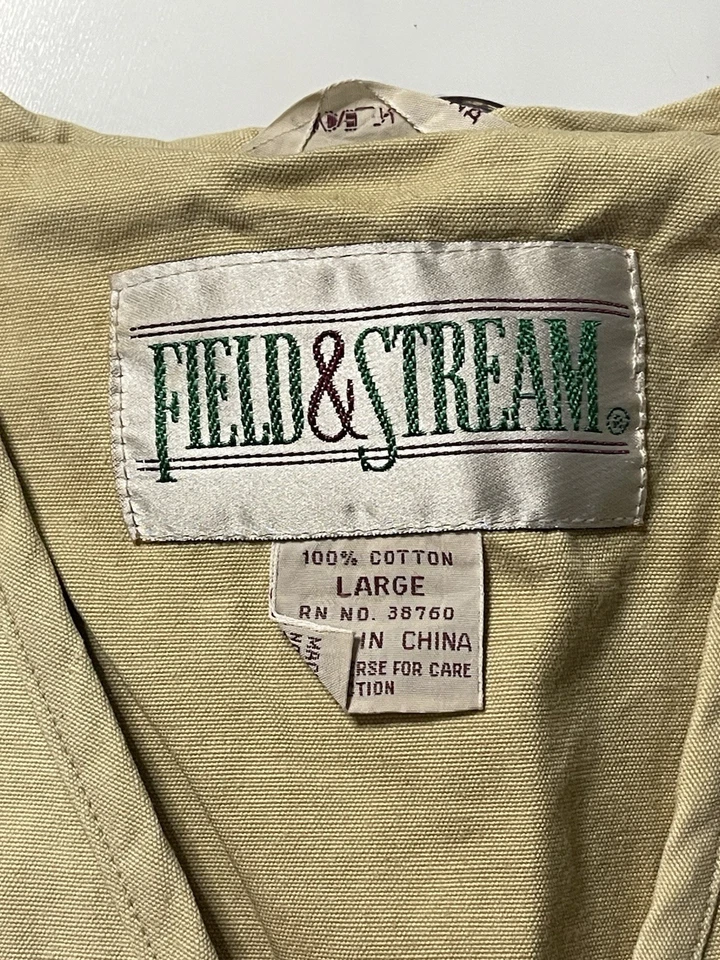 FIELD & STREAM®
100% COTTON
LARGE
RN NO. 38760
IN CHINA
RSE FOR CARE
TION